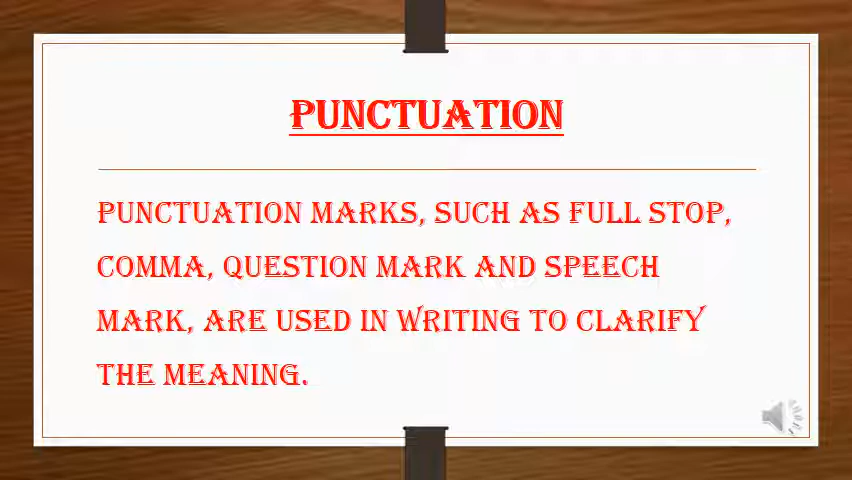 PUNCTUATION
PUNCTUATION MARKS, SUCH AS FULL STOP,
COMMA, QUESTION MARK AND SPEECH
MARK, ARE USED IN WRITING TO CLARIFY
THE MEANING.